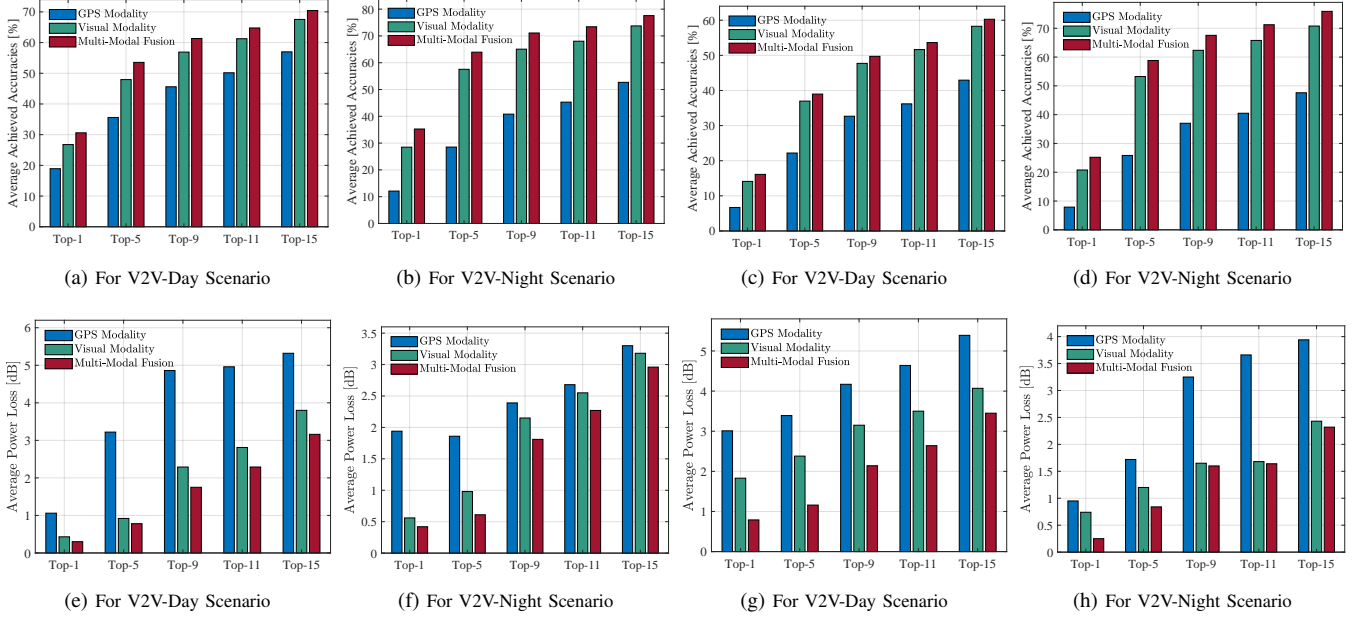 Average Achieved Accuracies [%]
70
60
50
40
30
20
10
0
GPS Modality
Visual Modality
Multi-Modal Fusion
Top-1 Top-5 Top-9 Top-11 Top-15
(a) For V2V-Day Scenario
Average Achieved Accuracies [%]
80
70
60
50
40
30
20
10
0
GPS Modality
Visual Modality
Multi-Modal Fusion
Top-1 Top-5 Top-9 Top-11 Top-15
(b) For V2V-Night Scenario
Average Achieved Accuracies [%]
60
50
40
30
20
10
0
GPS Modality
Visual Modality
Multi-Modal Fusion
Top-1 Top-5 Top-9 Top-11 Top-15
(c) For V2V-Day Scenario
Average Achieved Accuracies [%]
70
60
50
40
30
20
10
0
GPS Modality
Visual Modality
Multi-Modal Fusion
Top-1 Top-5 Top-9 Top-11 Top-15
(d) For V2V-Night Scenario
Average Power Loss [dB]
6
5
4
3
2
1
0
GPS Modality
Visual Modality
Multi-Modal Fusion
Top-1 Top-5 Top-9 Top-11 Top-15
(e) For V2V-Day Scenario
Average Power Loss [dB]
3.5
3
2.5
2
1.5
1
0.5
0
GPS Modality
Visual Modality
Multi-Modal Fusion
Top-1 Top-5 Top-9 Top-11 Top-15
(f) For V2V-Night Scenario
Average Power Loss [dB]
5
4
3
2
1
0
GPS Modality
Visual Modality
Multi-Modal Fusion
Top-1 Top-5 Top-9 Top-11 Top-15
(g) For V2V-Day Scenario
Average Power Loss [dB]
4
3.5
3
2.5
2
1.5
1
0.5
0
GPS Modality
Visual Modality
Multi-Modal Fusion
Top-1 Top-5 Top-9 Top-11 Top-15
(h) For V2V-Night Scenario